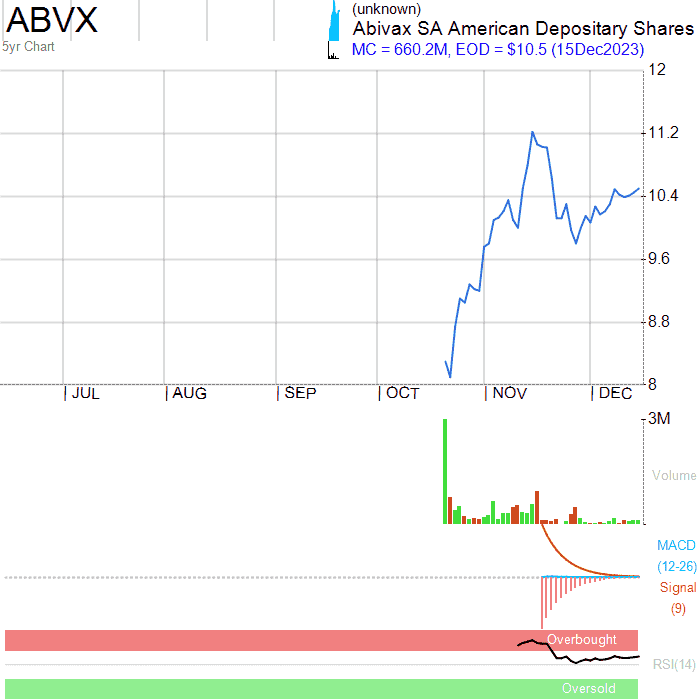 ABVX
5yr Chart
(unknown)
Abivax SA American Depositary Shares
MC = 660.2M, EOD = $10.5 (15Dec2023)
12
11.2
10.4
9.6
8.8
8
| JUL | AUG | SEP | OCT | NOV | DEC
3M
Volume
MACD
(12-26)
Signal
(9)
Overbought
RSI(14)
Oversold